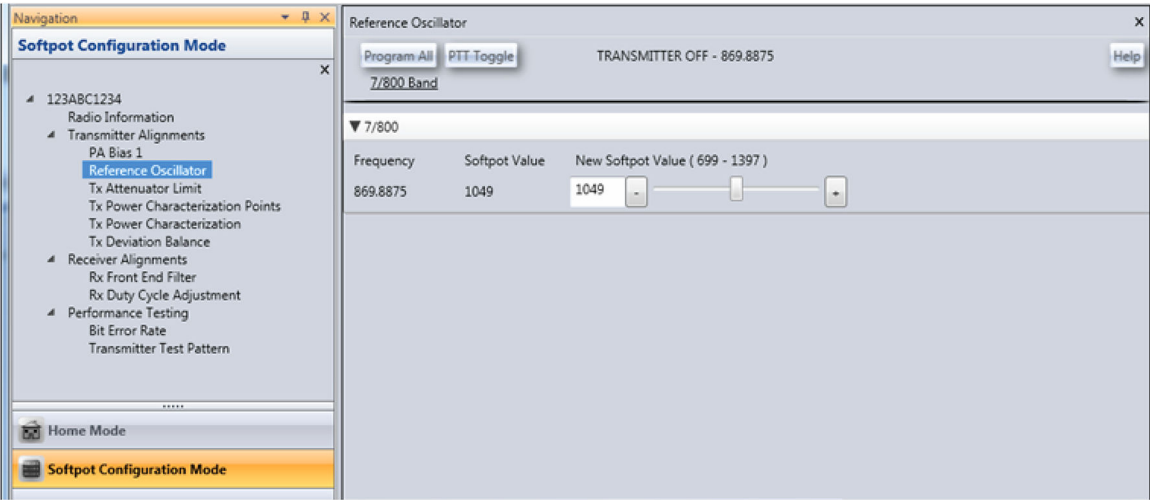 Navigation
Softpot Configuration Mode
123ABC1234
Radio Information
Transmitter Alignments
PA Bias 1
Reference Oscillator
Tx Attenuator Limit
Tx Power Characterization Points
Tx Power Characterization
Tx Deviation Balance
Receiver Alignments
Rx Front End Filter
Rx Duty Cycle Adjustment
Performance Testing
Bit Error Rate
Transmitter Test Pattern
Home Mode
Softpot Configuration Mode
Reference Oscillator
Program All PTT Toggle TRANSMITTER OFF - 869.8875 Help
7/800 Band
7/800
Frequency Softpot Value New Softpot Value ( 699 - 1397 )
869.8875 1049 1049 - +